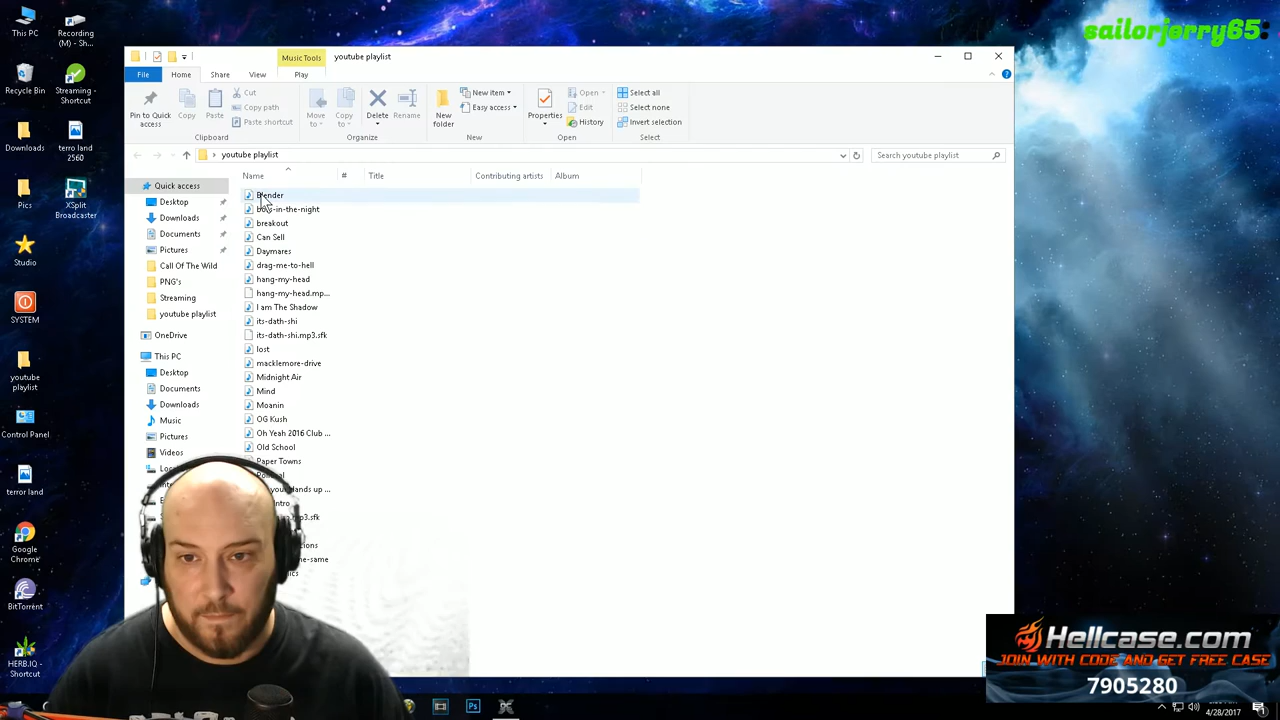 This PC
Recording (M) - Sh...
Recycle Bin
Streaming - Shortcut
Downloads
terro land 2560
Pics
XSplit Broadcaster
Studio
SYSTEM
youtube playlist
Control Panel
terror land
Google Chrome
BitTorrent
HERB.IQ - Shortcut
sailorjerry65:
Music Tools
youtube playlist
File
Home
Share
View
Play
Pin to Quick access
Copy
Paste
Cut
Copy path
Paste shortcut
Clipboard
Move to
Copy to
Delete
Rename
Organize
New folder
New item
Easy access
New
Properties
Open
Edit
History
Open
Select all
Select none
Invert selection
Select
youtube playlist
Search youtube playlist
Name
#
Title
Contributing artists
Album
Quick access
Desktop
Downloads
Documents
Pictures
Call Of The Wild
PNG's
Streaming
youtube playlist
OneDrive
This PC
Desktop
Documents
Downloads
Music
Pictures
Videos
Blender
boys-in-the-night
breakout
Can Sell
Daymares
drag-me-to-hell
hang-my-head
hang-my-head.mp...
I am The Shadow
its-dath-shi
its-dath-shi.mp3.sfk
lost
macklemore-drive
Midnight Air
Mind
Moanin
OG Kush
Oh Yeah 2016 Club ...
Old School
Paper Towns
Hellcase.com
JOIN WITH CODE AND GET FREE CASE
7905280
4/28/2017